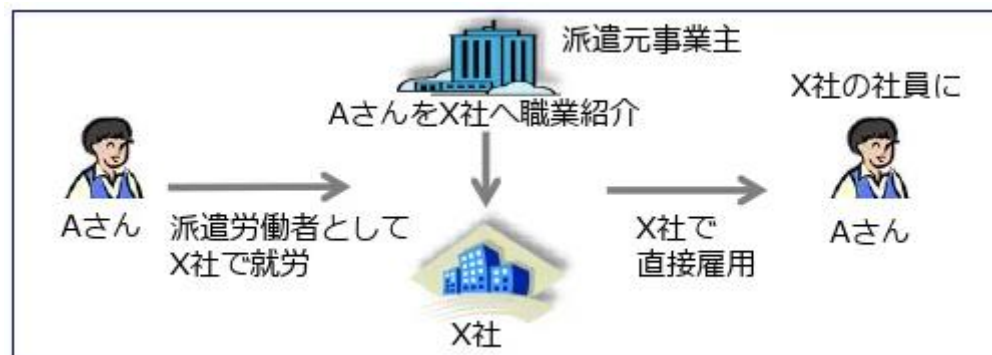 派遣元事業主
AさんをX社へ職業紹介
X社の社員に
Aさん
派遣労働者として
X社で就労
X社
X社で
直接雇用
Aさん